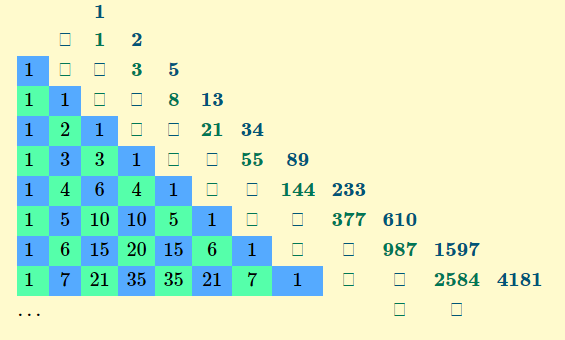 1
▯ 1 2
1 ▯ ▯ 3 5
1 1 ▯ ▯ 8 13
1 2 1 ▯ ▯ 21 34
1 3 3 1 ▯ ▯ 55 89
1 4 6 4 1 ▯ ▯ 144 233
1 5 10 10 5 1 ▯ ▯ 377 610
1 6 15 20 15 6 1 ▯ ▯ 987 1597
1 7 21 35 35 21 7 1 ▯ ▯ 2584 4181
... ▯ ▯